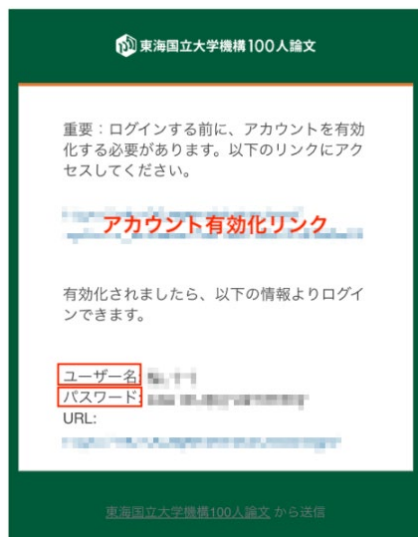 東海国立大学機構100人論文
重要：ログインする前に、アカウントを有効
化する必要があります。以下のリンクにアク
セスしてください。
アカウント有効化リンク
有効化されましたら、以下の情報よりログイ
ンできます。
ユーザー名:
パスワード:
URL:
東海国立大学機構100人論文 から送信